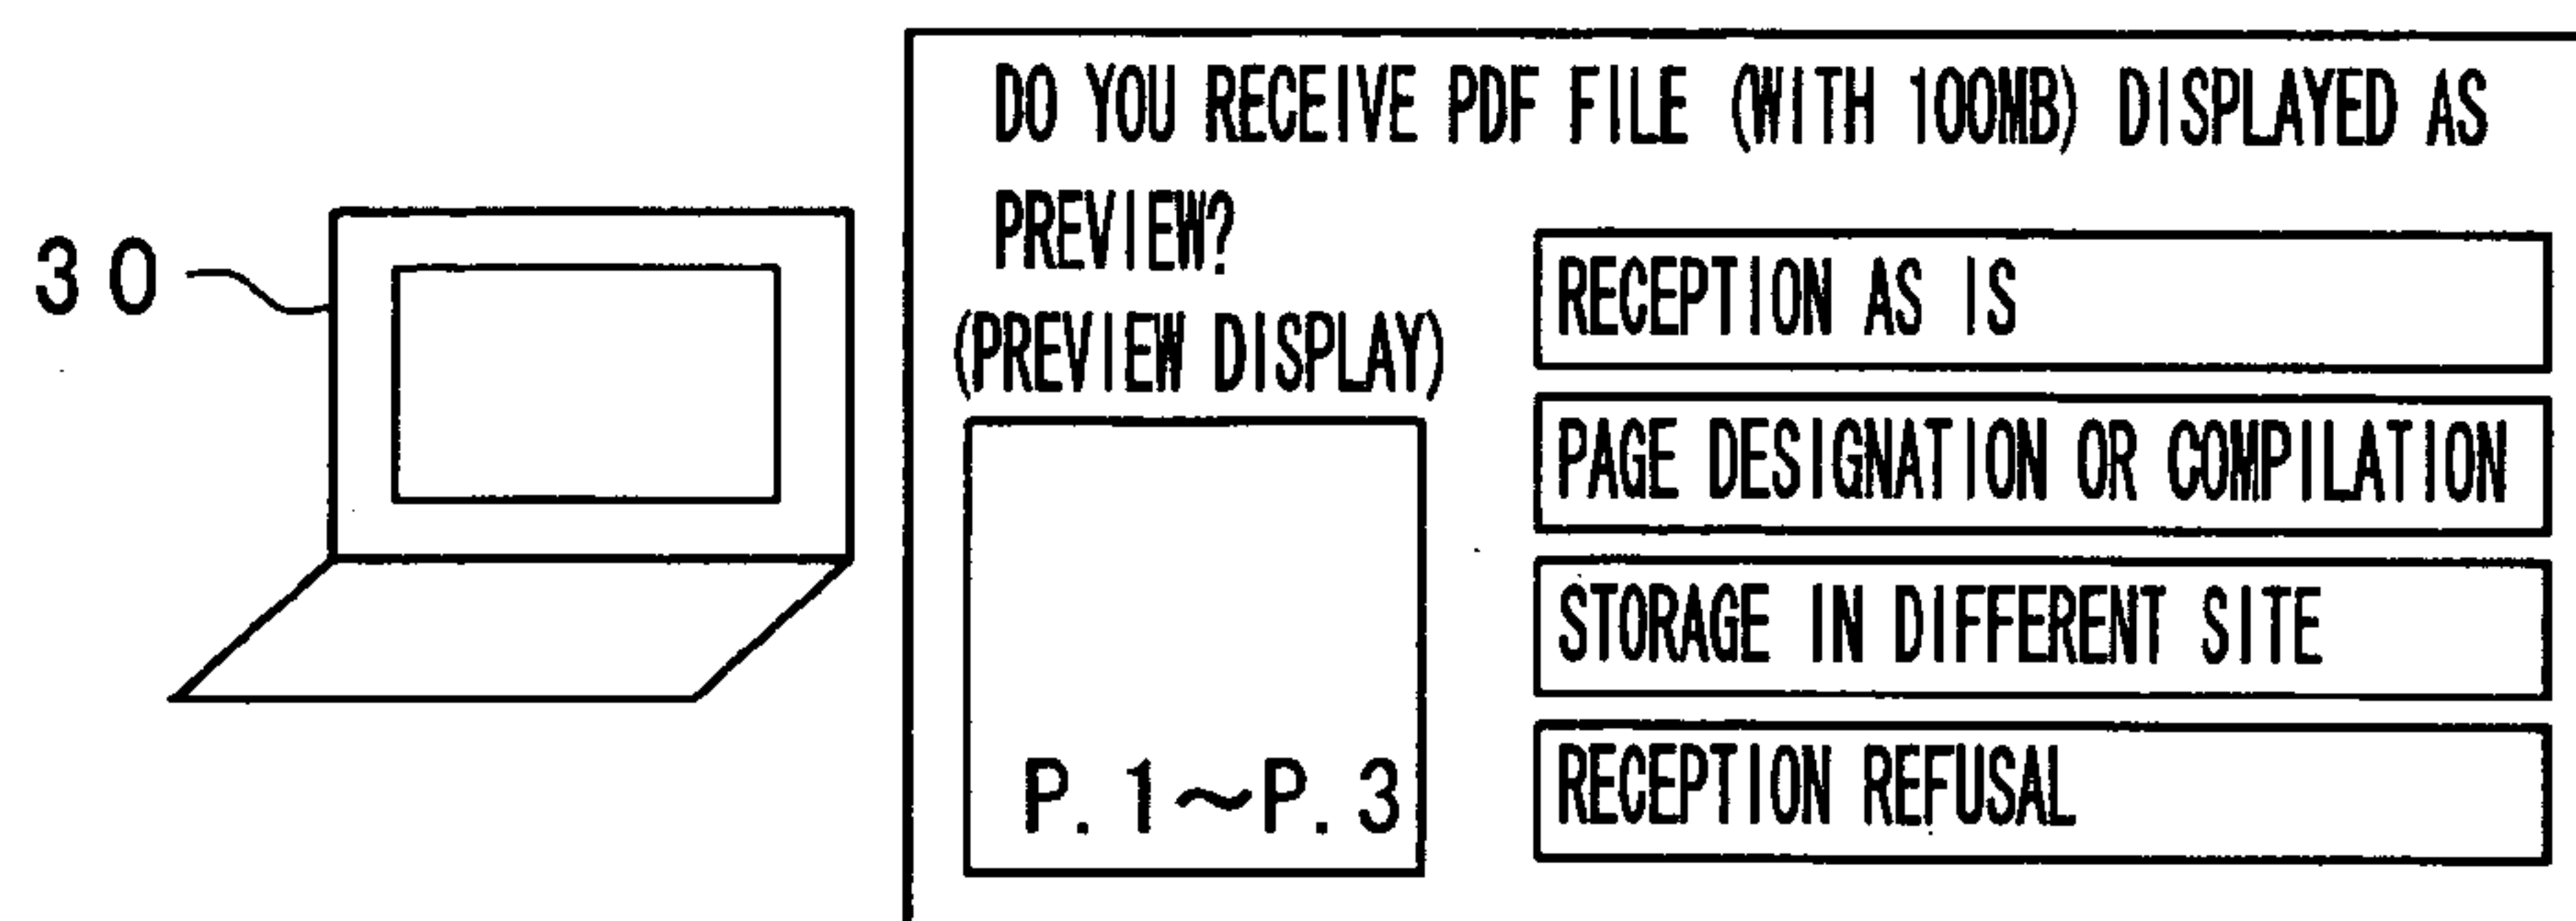 30
DO YOU RECEIVE PDF FILE (WITH 100MB) DISPLAYED AS
PREVIEW?
(PREVIEW DISPLAY)
P.1~P.3
RECEPTION AS IS
PAGE DESIGNATION OR COMPILATION
STORAGE IN DIFFERENT SITE
RECEPTION REFUSAL